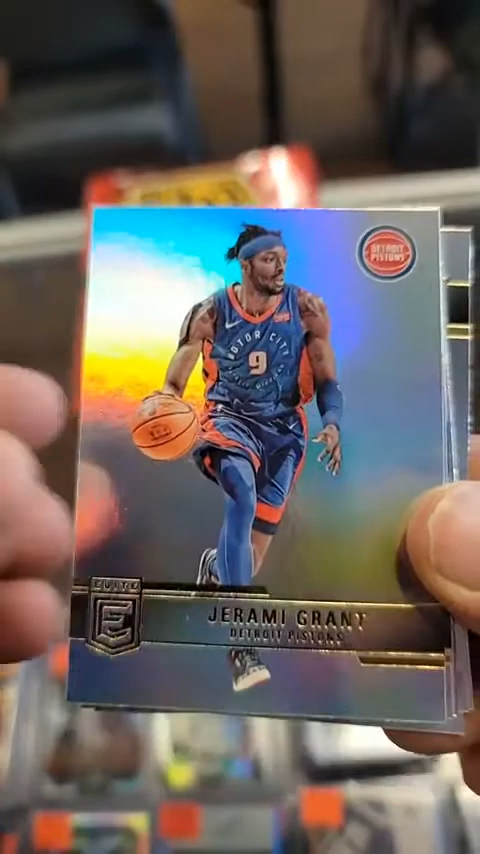 DETROIT
PISTONS
MOTOR CITY
9
ELITE
E
JERAMI GRANT
DETROIT PISTONS